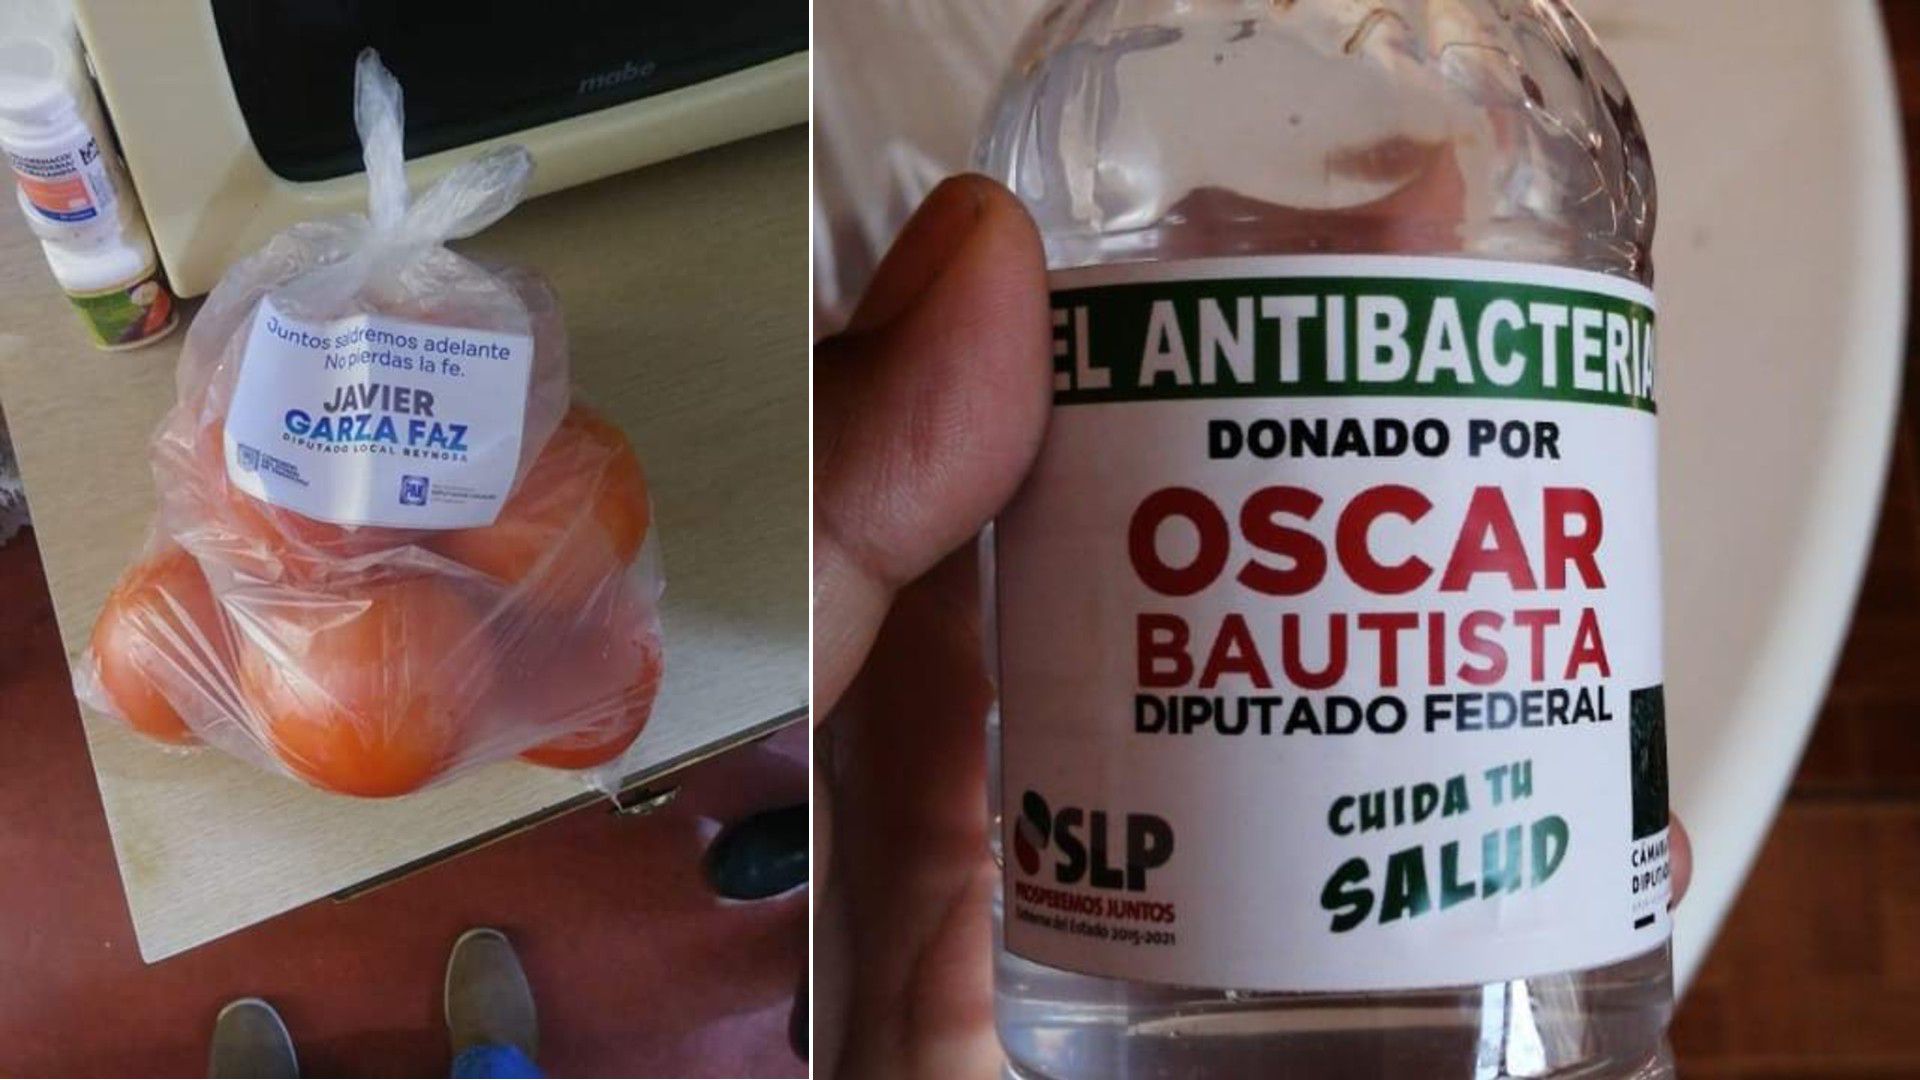 mabe
Juntos saldremos adelante
No pierdas la fe.
JAVIER
GARZA FAZ
DIPUTADO LOCAL REYNOSA
PAN
EL ANTIBACTERIAL
DONADO POR
OSCAR
BAUTISTA
DIPUTADO FEDERAL
CUIDA TU
SALUD
SLP
PROSPEREMOS JUNTOS
Gobierno del Estado 2015-2021